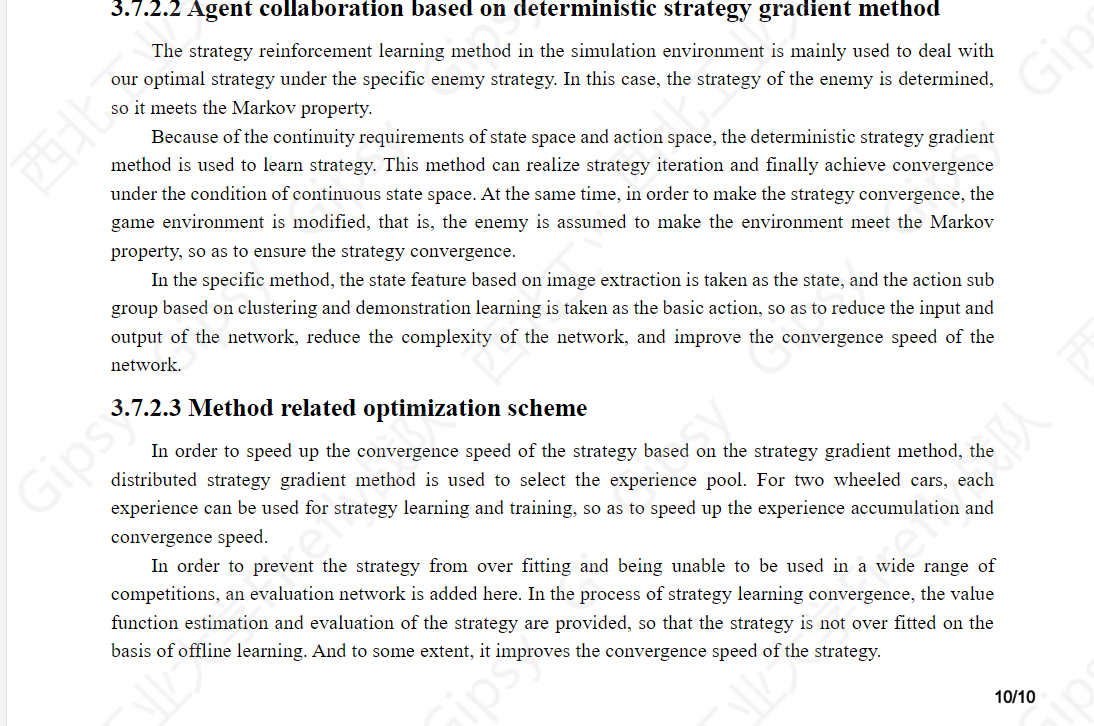 3.7.2.2 Agent collaboration based on deterministic strategy gradient method
The strategy reinforcement learning method in the simulation environment is mainly used to deal with
our optimal strategy under the specific enemy strategy. In this case, the strategy of the enemy is determined,
so it meets the Markov property.
Because of the continuity requirements of state space and action space, the deterministic strategy gradient
method is used to learn strategy. This method can realize strategy iteration and finally achieve convergence
under the condition of continuous state space. At the same time, in order to make the strategy convergence, the
game environment is modified, that is, the enemy is assumed to make the environment meet the Markov
property, so as to ensure the strategy convergence.
In the specific method, the state feature based on image extraction is taken as the state, and the action sub
group based on clustering and demonstration learning is taken as the basic action, so as to reduce the input and
output of the network, reduce the complexity of the network, and improve the convergence speed of the
network.
3.7.2.3 Method related optimization scheme
In order to speed up the convergence speed of the strategy based on the strategy gradient method, the
distributed strategy gradient method is used to select the experience pool. For two wheeled cars, each
experience can be used for strategy learning and training, so as to speed up the experience accumulation and
convergence speed.
In order to prevent the strategy from over fitting and being unable to be used in a wide range of
competitions, an evaluation network is added here. In the process of strategy learning convergence, the value
function estimation and evaluation of the strategy are provided, so that the strategy is not over fitted on the
basis of offline learning. And to some extent, it improves the convergence speed of the strategy.
10/10